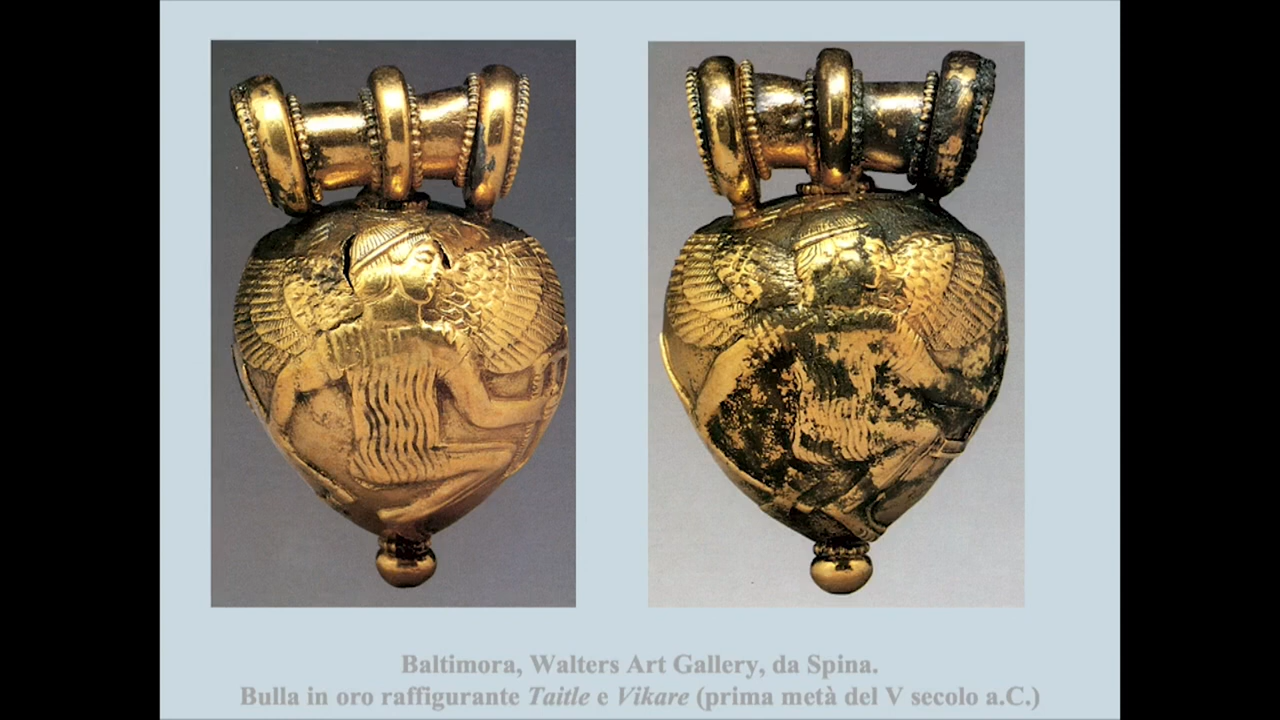 Baltimora, Walters Art Gallery, da Spina.
Bulla in oro raffigurante Taitle e Vikare (prima metà del V secolo a.C.)